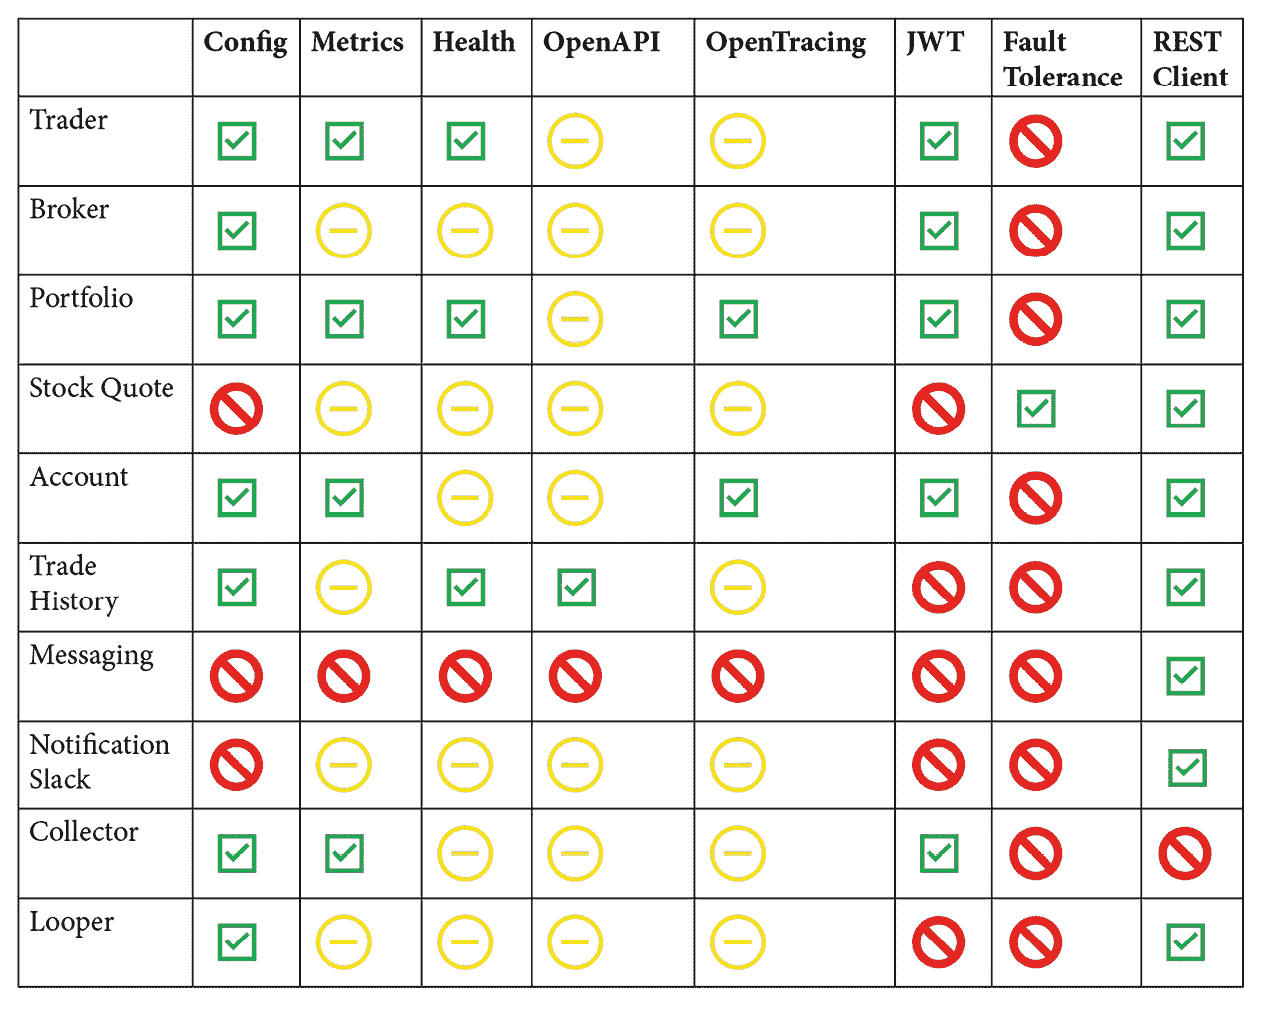 Config Metrics Health OpenAPI OpenTracing JWT Fault Tolerance REST Client
Trader
Broker
Portfolio
Stock Quote
Account
Trade
History
Messaging
Notification
Slack
Collector
Looper